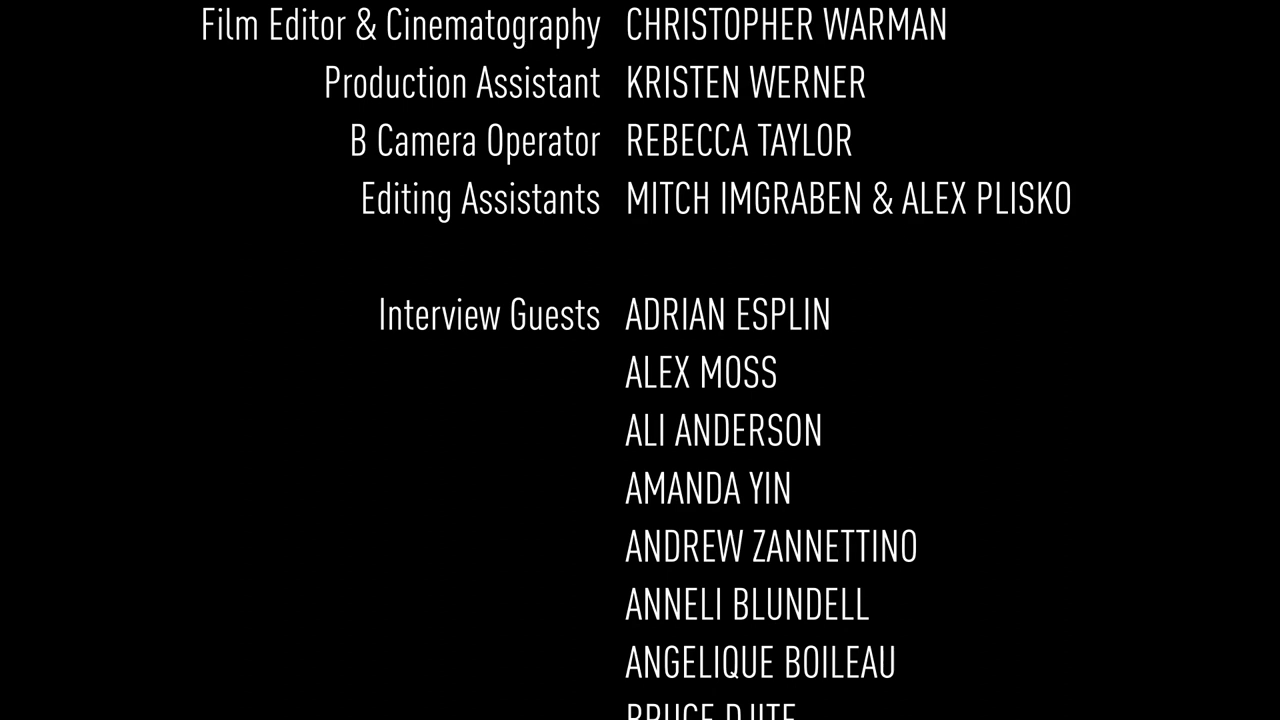 Film Editor & Cinematography CHRISTOPHER WARMAN
Production Assistant KRISTEN WERNER
B Camera Operator REBECCA TAYLOR
Editing Assistants MITCH IMGRABEN & ALEX PLISKO
Interview Guests ADRIAN ESPLIN
ALEX MOSS
ALI ANDERSON
AMANDA YIN
ANDREW ZANNETTINO
ANNELI BLUNDELL
ANGELIQUE BOILEAU
BRUCE DJITE